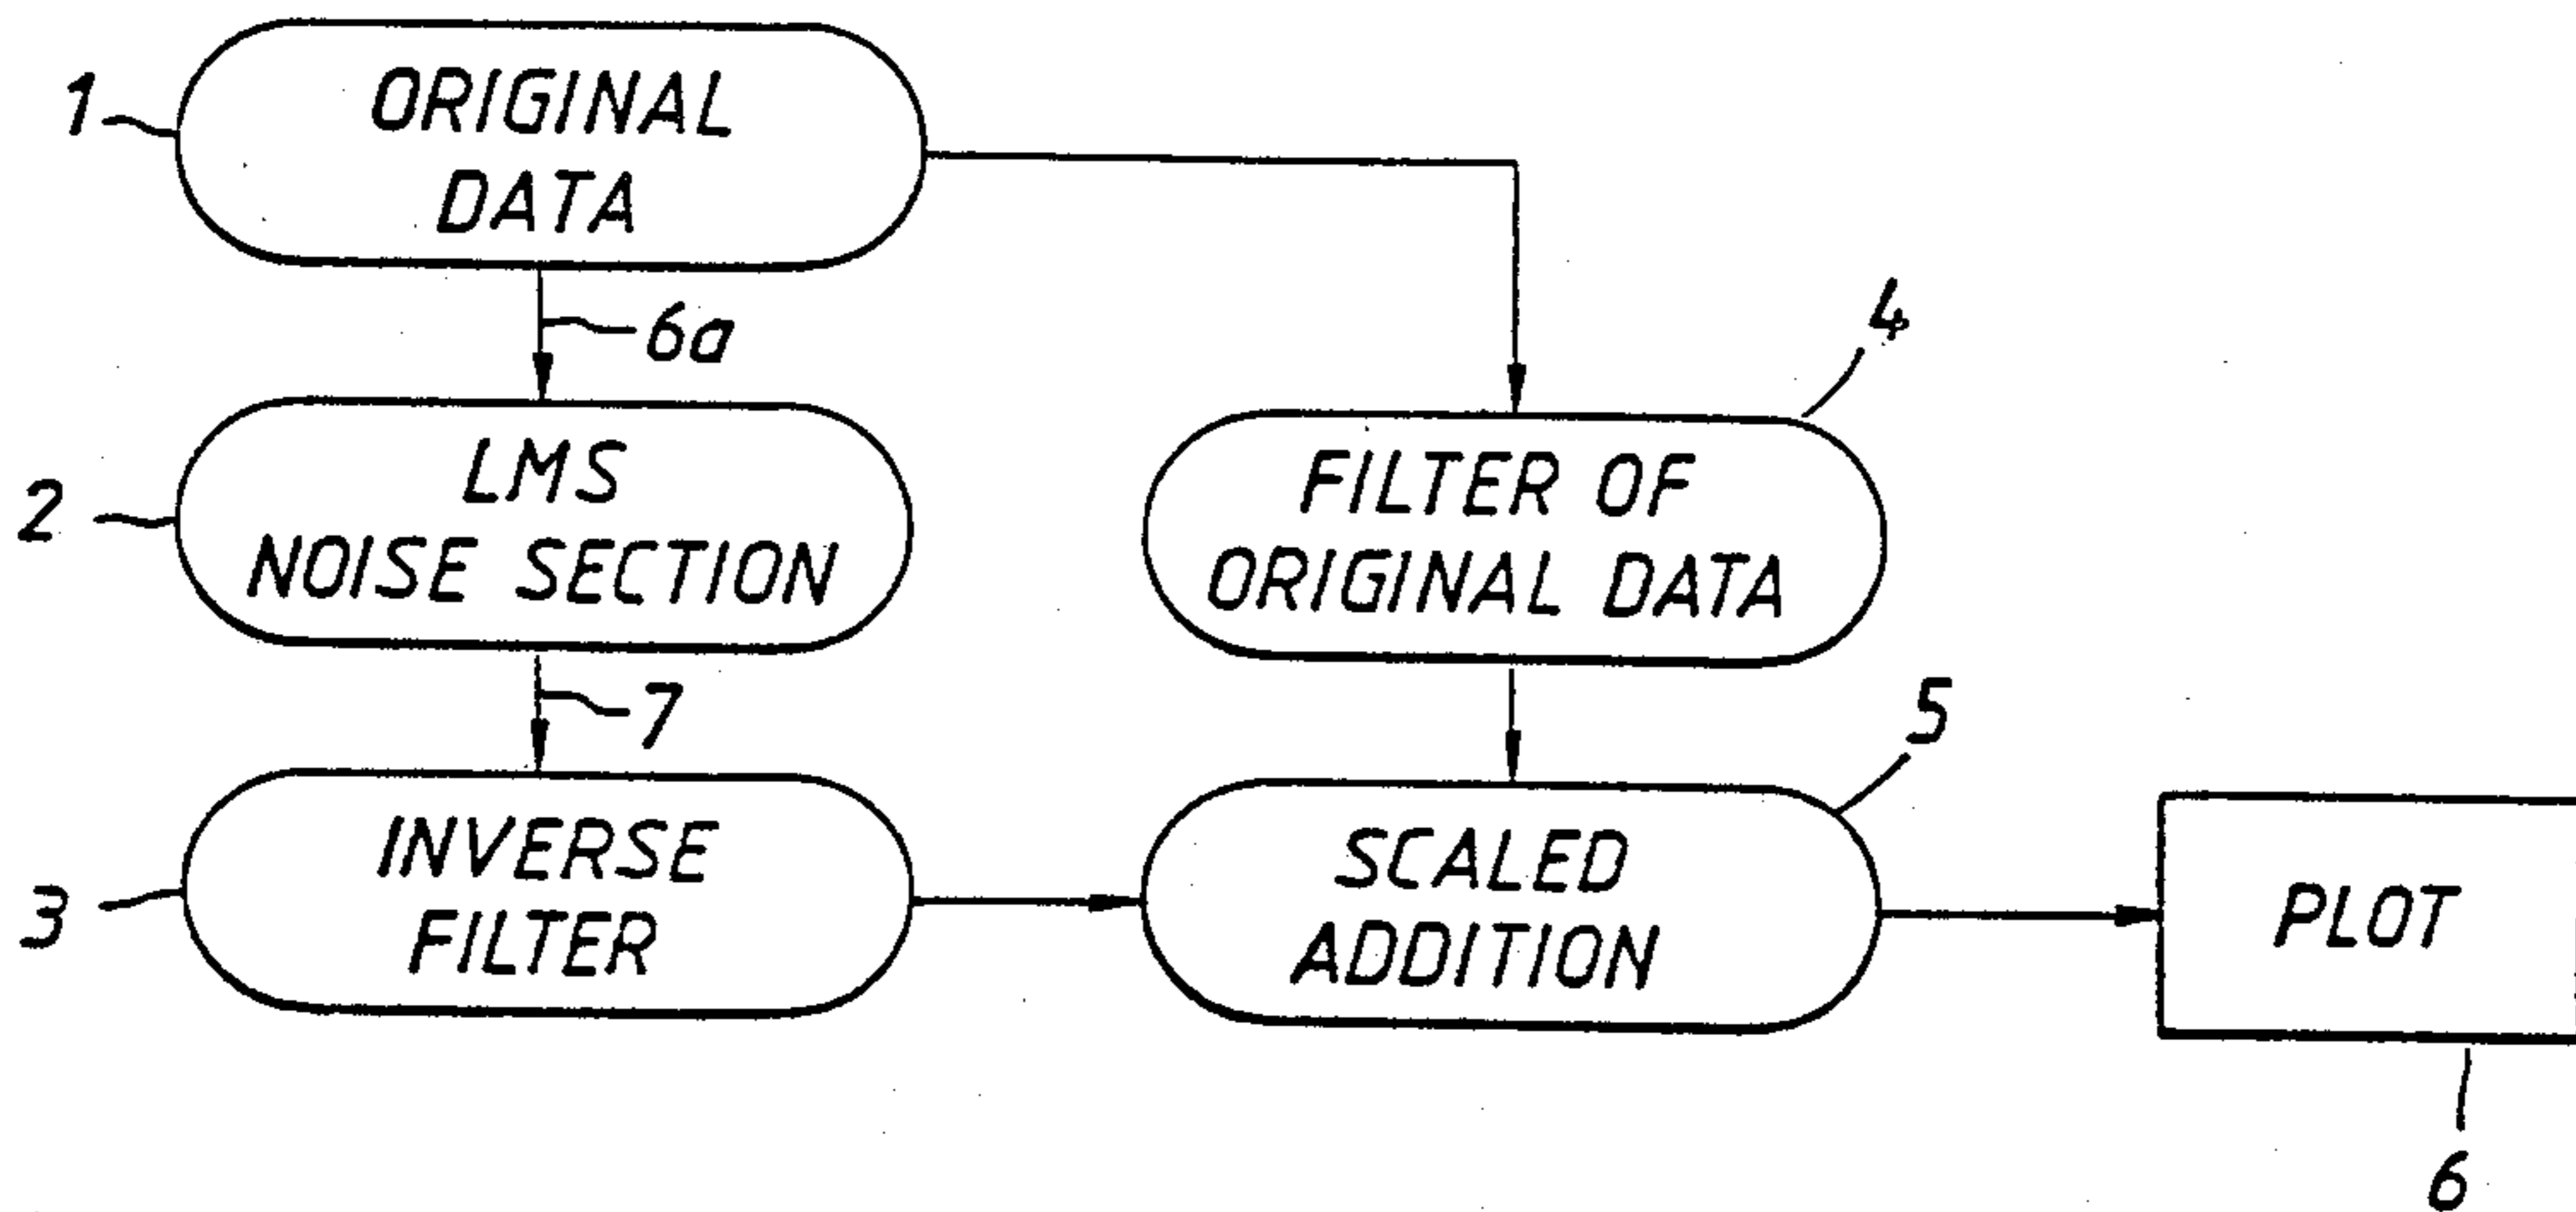 1
ORIGINAL
DATA
6a
4
2
LMS
NOISE SECTION
FILTER OF
ORIGINAL DATA
7
5
3
INVERSE
FILTER
SCALED
ADDITION
PLOT
6